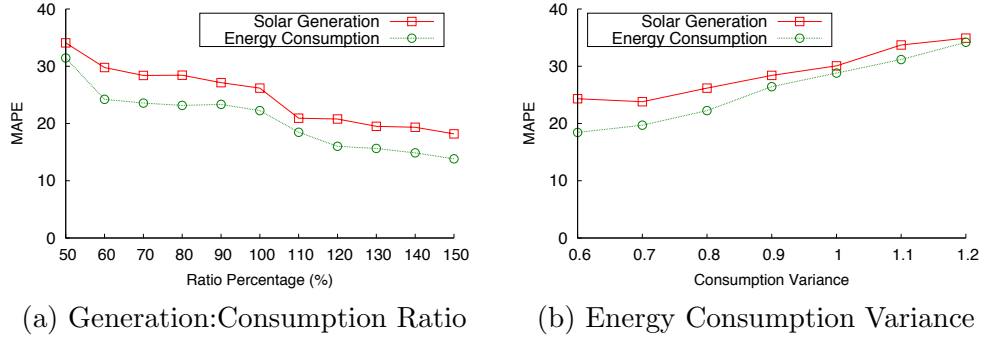 40
30
20
10
0
MAPE
Solar Generation
Energy Consumption
50 60 70 80 90 100 110 120 130 140 150
Ratio Percentage (%)
(a) Generation:Consumption Ratio
40
30
20
10
0
MAPE
Solar Generation
Energy Consumption
0.6 0.7 0.8 0.9 1 1.1 1.2
Consumption Variance
(b) Energy Consumption Variance